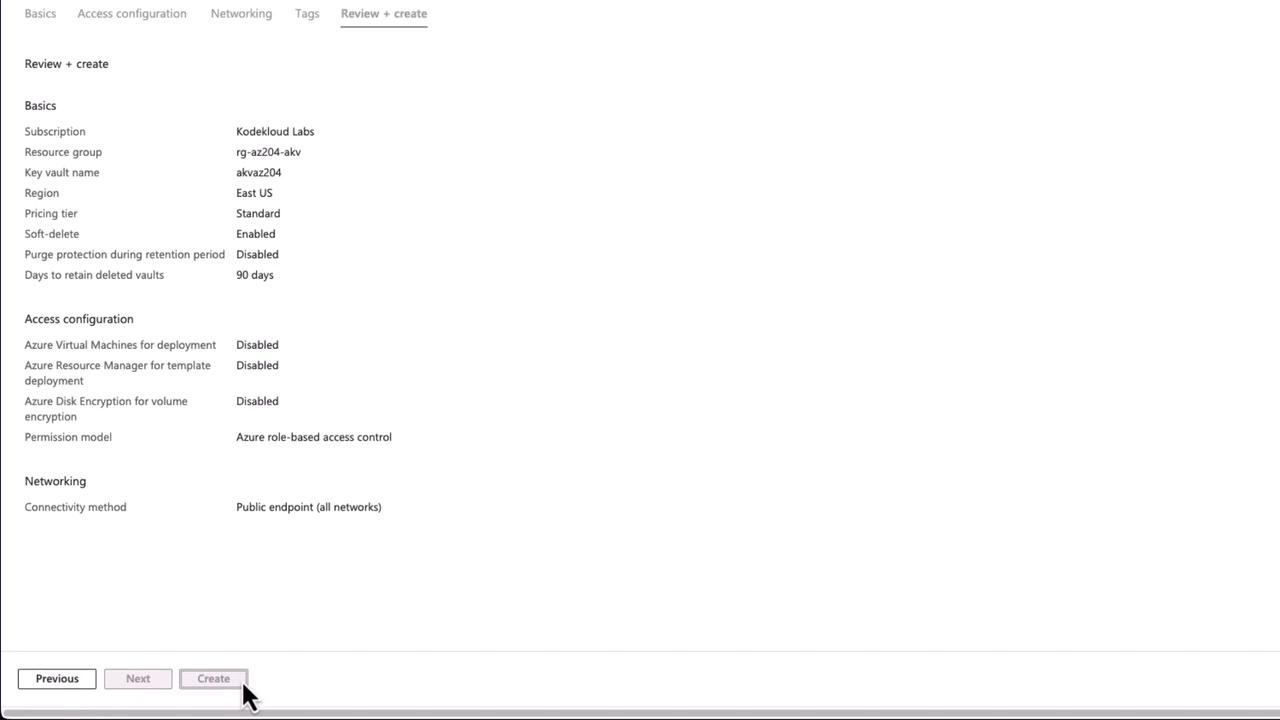 Basics Access configuration Networking Tags Review + create
Review + create
Basics
Subscription Kodekloud Labs
Resource group rg-az204-akv
Key vault name akvaz204
Region East US
Pricing tier Standard
Soft-delete Enabled
Purge protection during retention period Disabled
Days to retain deleted vaults 90 days
Access configuration
Azure Virtual Machines for deployment Disabled
Azure Resource Manager for template Disabled
deployment
Azure Disk Encryption for volume Disabled
encryption
Permission model Azure role-based access control
Networking
Connectivity method Public endpoint (all networks)
Previous Next Create